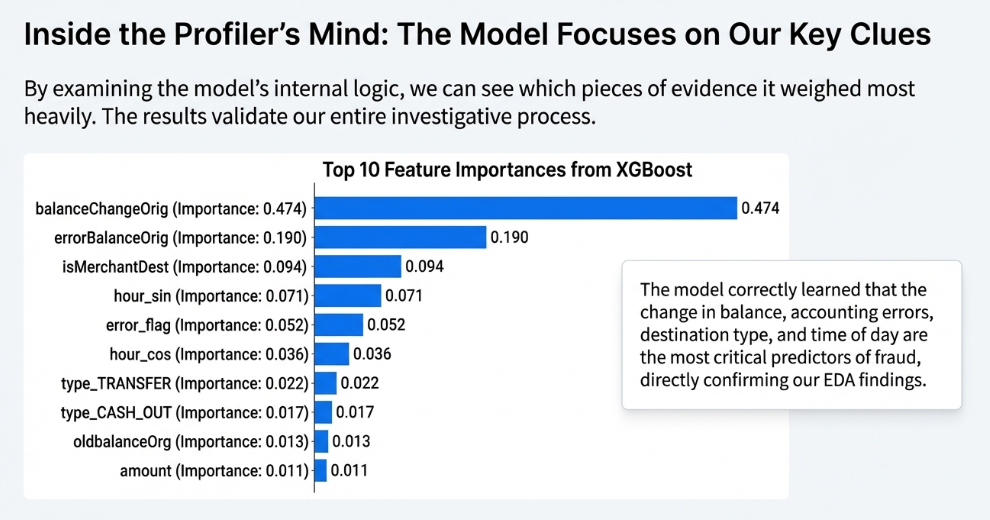 Inside the Profiler’s Mind: The Model Focuses on Our Key Clues
By examining the model’s internal logic, we can see which pieces of evidence it weighed most
heavily. The results validate our entire investigative process.
Top 10 Feature Importances from XGBoost
balanceChangeOrig (Importance: 0.474) 0.474
errorBalanceOrig (Importance: 0.190) 0.190
isMerchantDest (Importance: 0.094) 0.094
hour_sin (Importance: 0.071) 0.071
error_flag (Importance: 0.052) 0.052
hour_cos (Importance: 0.036) 0.036
type_TRANSFER (Importance: 0.022) 0.022
type_CASH_OUT (Importance: 0.017) 0.017
oldbalanceOrg (Importance: 0.013) 0.013
amount (Importance: 0.011) 0.011
The model correctly learned that the
change in balance, accounting errors,
destination type, and time of day are
the most critical predictors of fraud,
directly confirming our EDA findings.